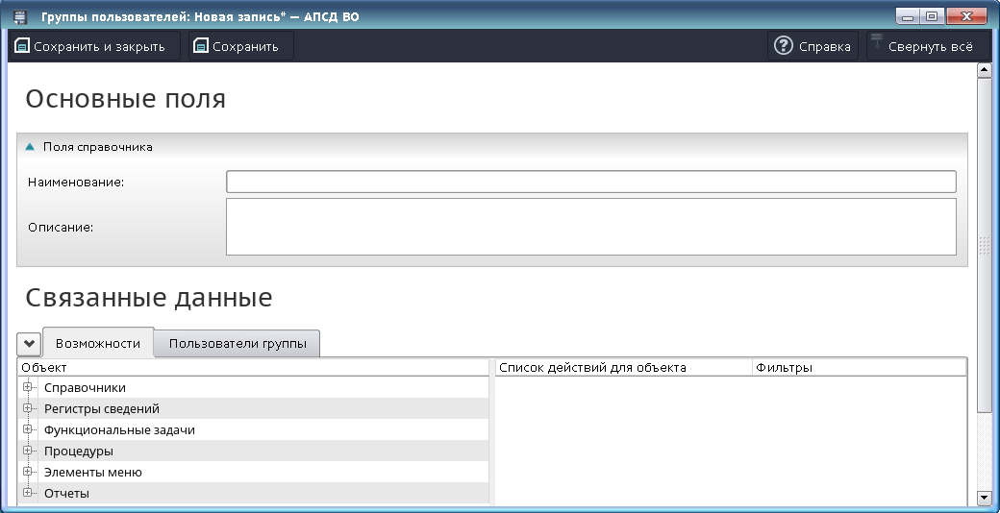 Группы пользователей: Новая запись* — АПСД ВО
Сохранить и закрыть Сохранить Справка Свернуть всё
Основные поля
Поля справочника
Наименование:
Описание:
Связанные данные
Возможности Пользователи группы
Объект Список действий для объекта Фильтры
Справочники
Регистры сведений
Функциональные задачи
Процедуры
Элементы меню
Отчеты